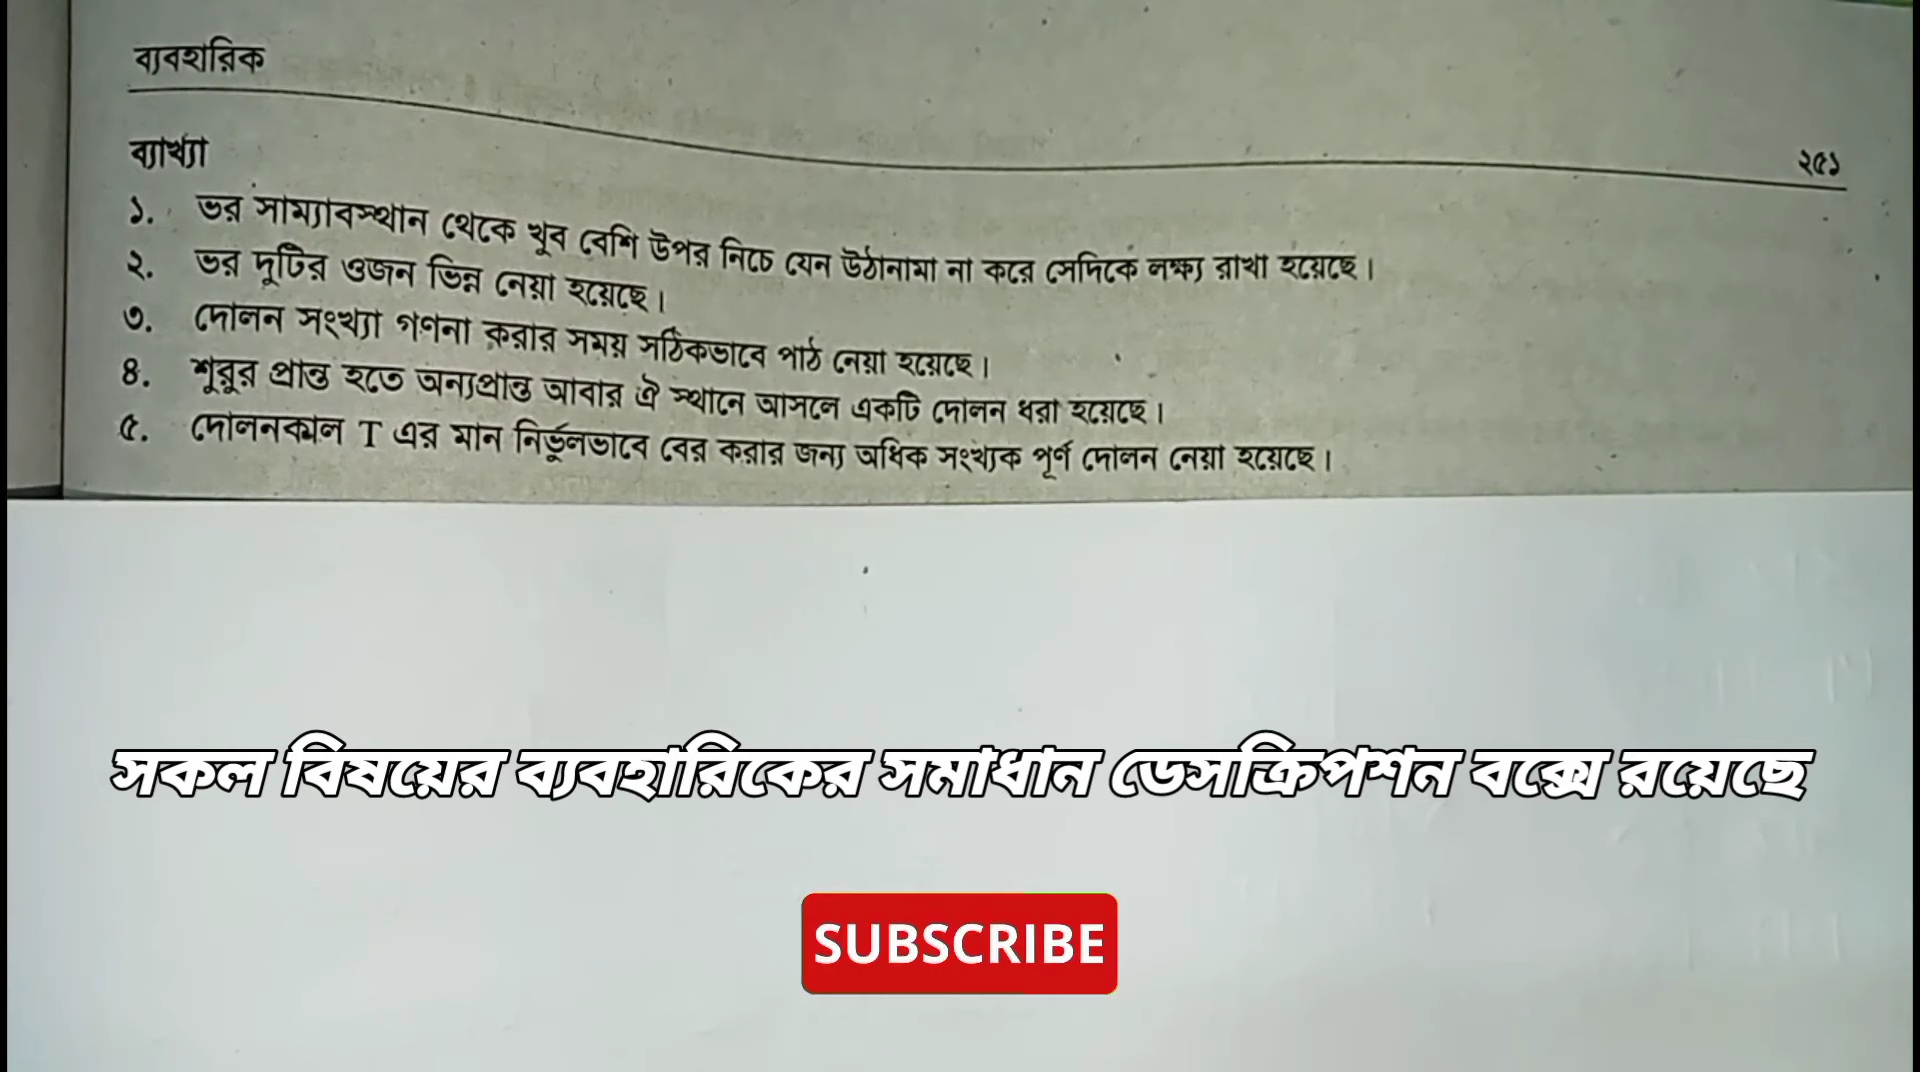 ব্যবহারিক
২৫১
ব্যাখ্যা
১. ভর সাম্যাবস্থান থেকে খুব বেশি উপর নিচে যেন উঠানামা না করে সেদিকে লক্ষ্য রাখা হয়েছে।
২. ভর দুটির ওজন ভিন্ন নেয়া হয়েছে।
৩. দোলন সংখ্যা গণনা করার সময় সঠিকভাবে পাঠ নেয়া হয়েছে।
৪. শুরুর প্রান্ত হতে অন্যপ্রান্ত আবার ঐ স্থানে আসলে একটি দোলন ধরা হয়েছে।
৫. দোলনকাল T এর মান নির্ভুলভাবে বের করার জন্য অধিক সংখ্যক পূর্ণ দোলন নেয়া হয়েছে।
সকল বিষয়ের ব্যবহারিকের সমাধান ডেসক্রিপশন বক্সে রয়েছে
SUBSCRIBE